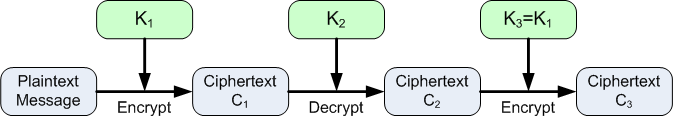 K₁
K₂
K₃=K₁
Plaintext
Message
Encrypt
Ciphertext
C₁
Decrypt
Ciphertext
C₂
Encrypt
Ciphertext
C₃